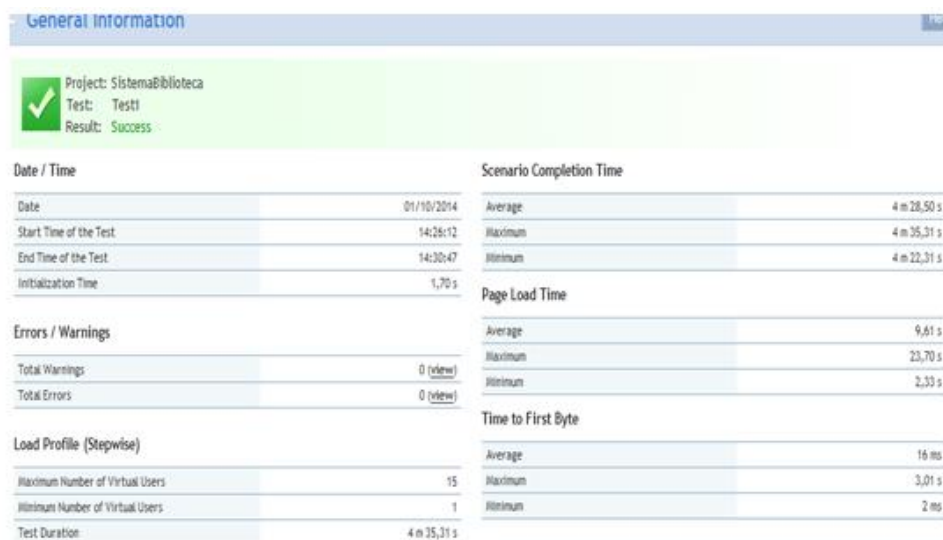 General Information
Project: SistemaBiblioteca
Test: Test1
Result: Success
Date / Time
Date 01/10/2014
Start Time of the Test 14:26:12
End Time of the Test 14:30:47
Initialization Time 1,70 s
Errors / Warnings
Total Warnings 0 (view)
Total Errors 0 (view)
Load Profile (Stepwise)
Maximum Number of Virtual Users 15
Minimum Number of Virtual Users 1
Test Duration 4 m 35,31 s
Scenario Completion Time
Average 4 m 28,50 s
Maximum 4 m 35,31 s
Minimum 4 m 22,31 s
Page Load Time
Average 9,61 s
Maximum 23,70 s
Minimum 2,33 s
Time to First Byte
Average 16 ms
Maximum 3,01 s
Minimum 2 ms